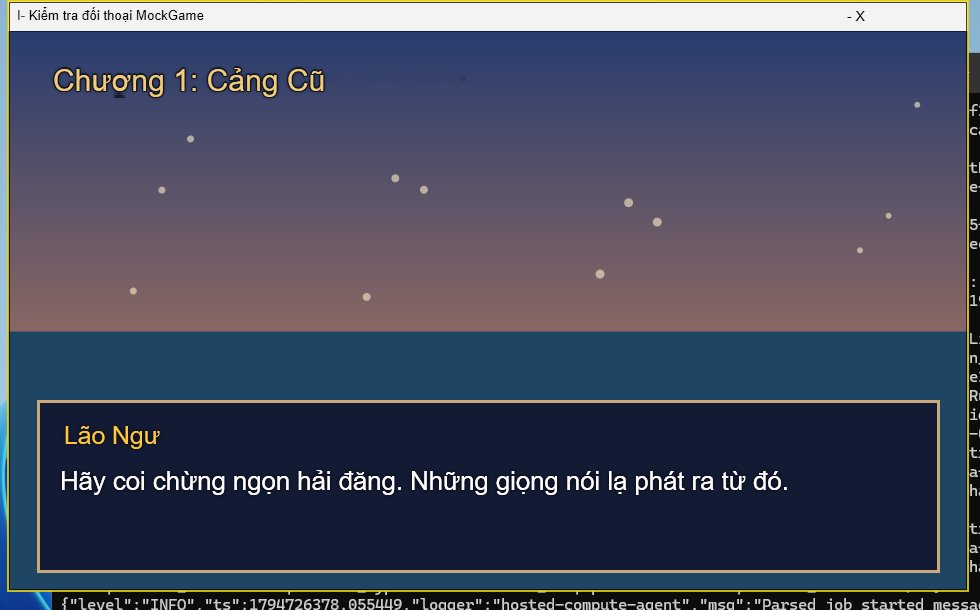 I- Kiểm tra đối thoại MockGame
- X
Chương 1: Cảng Cũ
Lão Ngư
Hãy coi chừng ngọn hải đăng. Những giọng nói lạ phát ra từ đó.
{"level":"INFO","ts":1794726378.055449,"logger":"hosted-compute-agent","msg":"Parsed job started